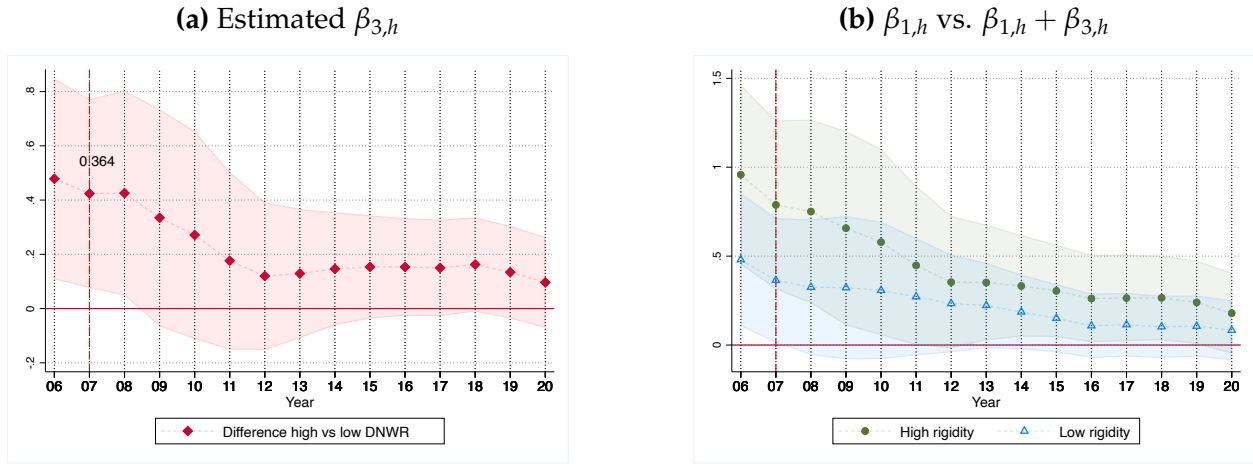 (a) Estimated β3,h
.8
.6
.4
.2
0
-.2
0.364
06 07 08 09 10 11 12 13 14 15 16 17 18 19 20
Year
Difference high vs low DNWR
(b) β1,h vs. β1,h + β3,h
1.5
1
.5
0
06 07 08 09 10 11 12 13 14 15 16 17 18 19 20
Year
High rigidity Low rigidity